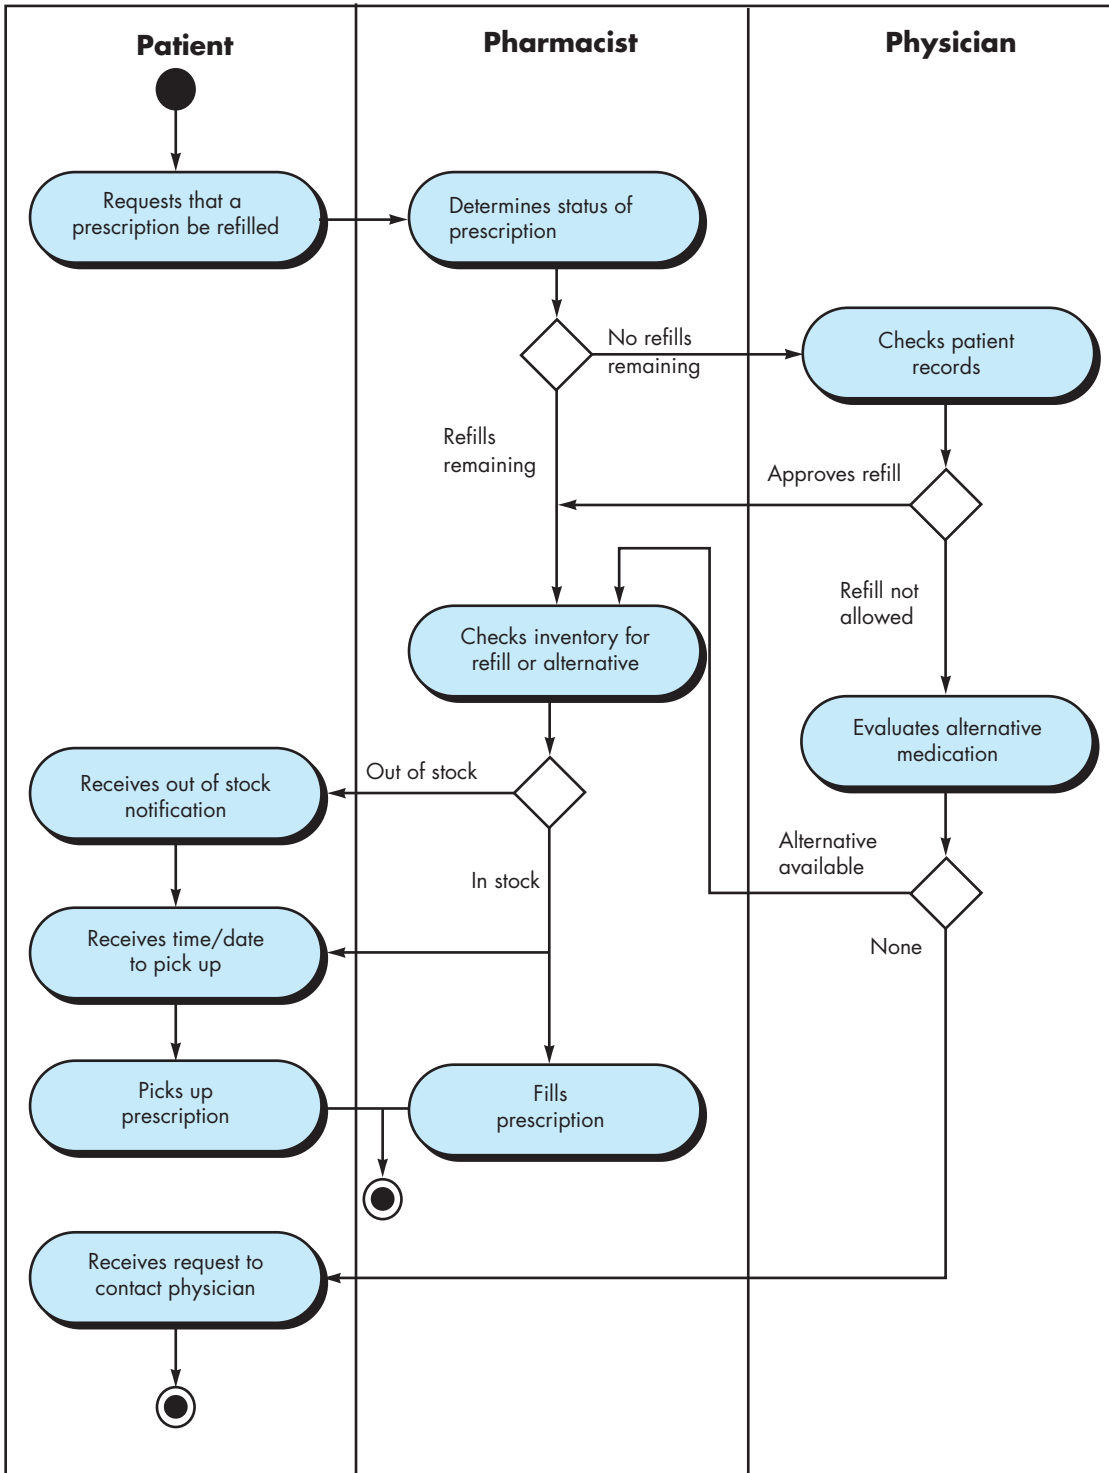 Patient
Pharmacist
Physician
Requests that a
prescription be refilled
Determines status of
prescription
No refills
remaining
Checks patient
records
Refills
remaining
Approves refill
Refill not
allowed
Checks inventory for
refill or alternative
Evaluates alternative
medication
Out of stock
Receives out of stock
notification
Alternative
available
In stock
None
Receives time/date
to pick up
Picks up
prescription
Fills
prescription
Receives request to
contact physician